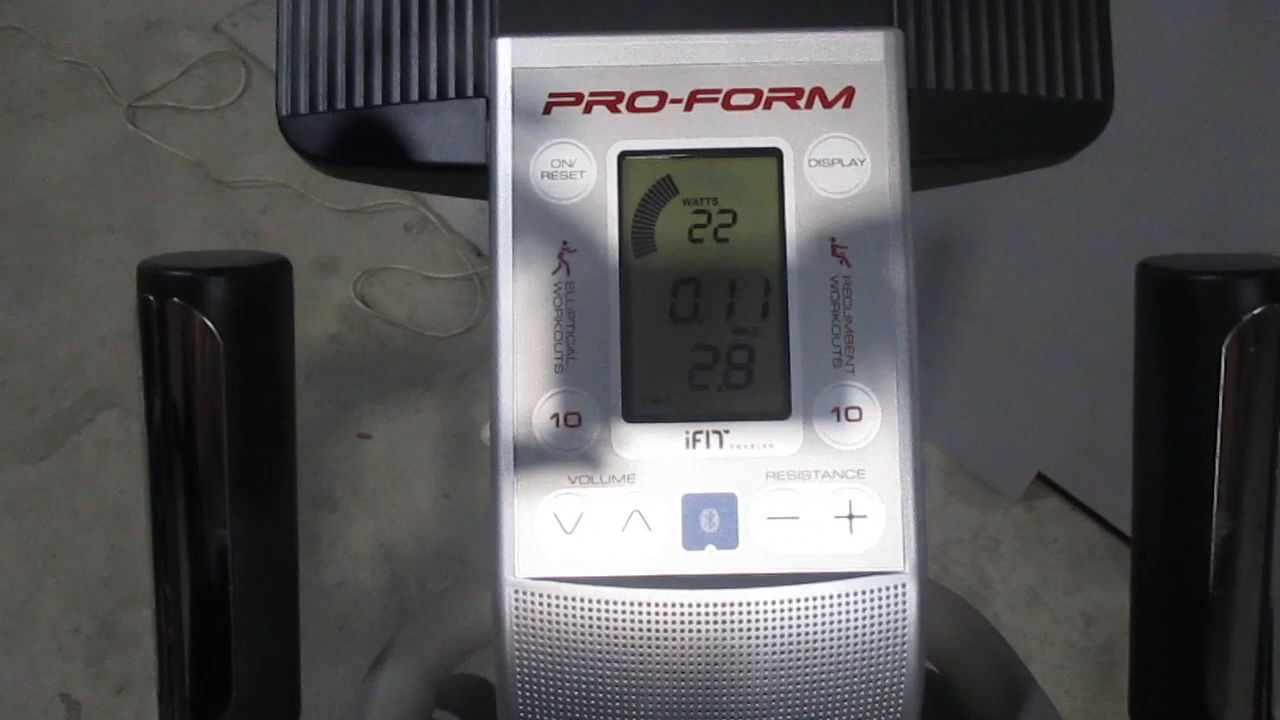 PRO-FORM
ON/
RESET
DISPLAY
WATTS
22
0.11
2.8
ELLIPTICAL
WORKOUTS
RECUMBENT
WORKOUTS
10
10
iFIT ENABLED
VOLUME
RESISTANCE